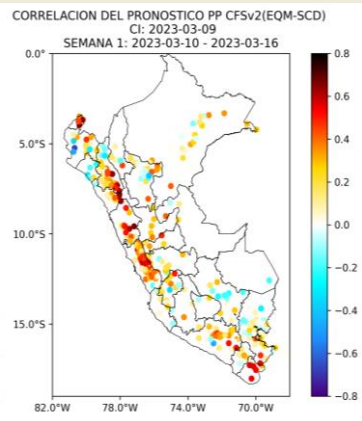 CORRELACION DEL PRONOSTICO PP CFSv2(EQM-SCD)
CI: 2023-03-09
SEMANA 1: 2023-03-10 - 2023-03-16
0.0°
5.0°S
10.0°S
15.0°S
82.0°W 78.0°W 74.0°W 70.0°W
0.8
0.6
0.4
0.2
0.0
−0.2
−0.4
−0.6
−0.8